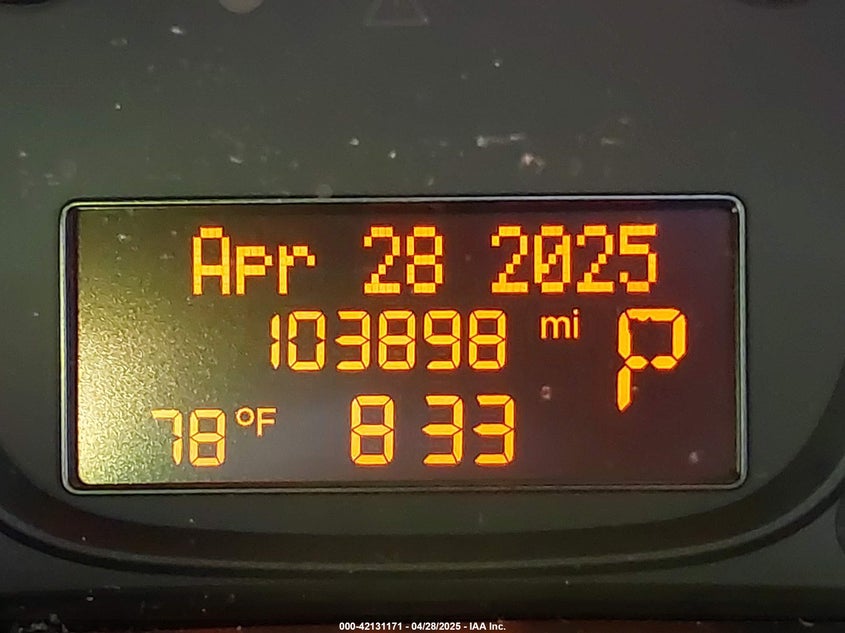 Apr 28 2025
103898 mi P
78°F 8 33
000-42131171 - 04/28/2025 - IAA Inc.